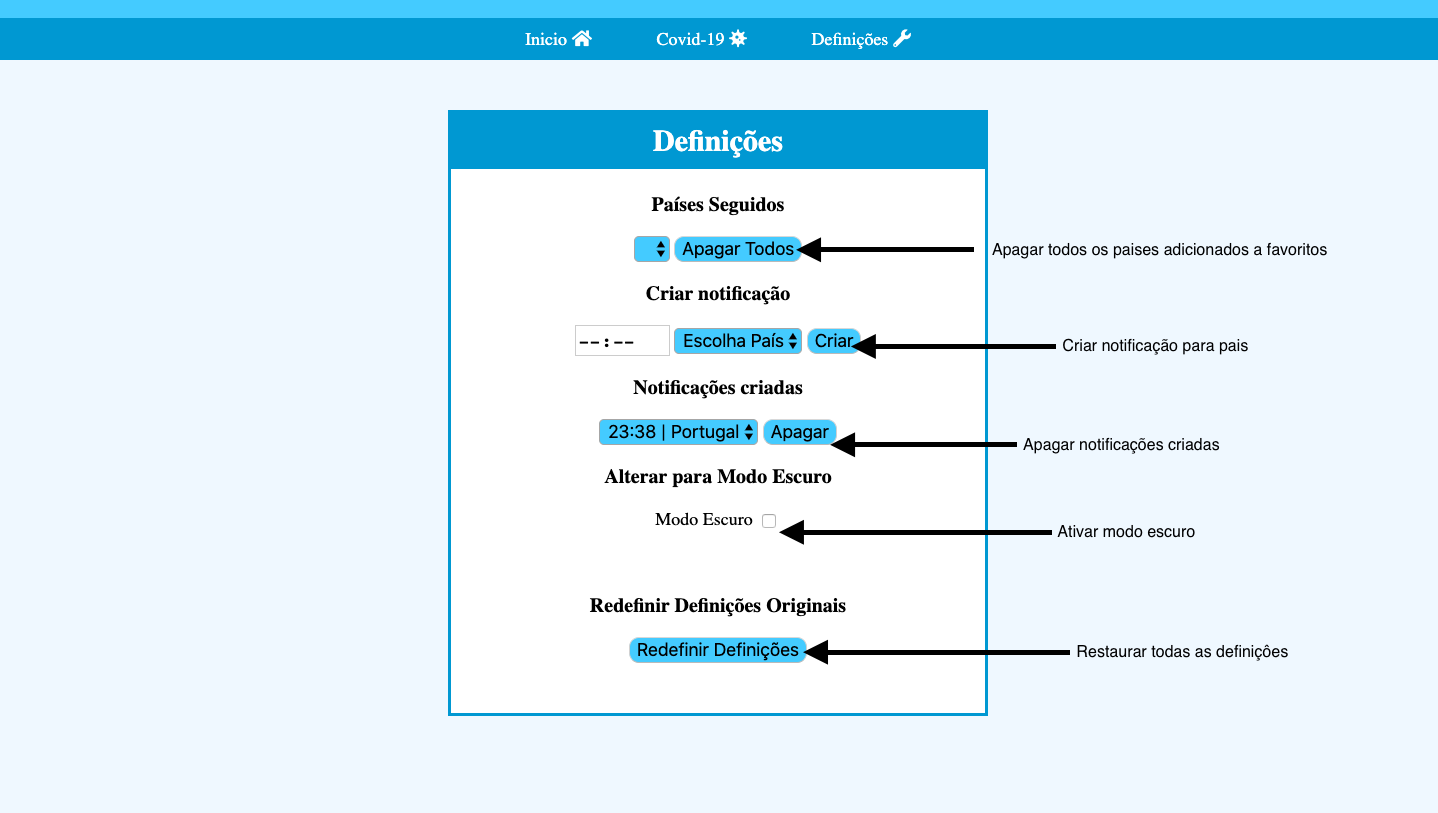 Inicio
Covid-19
Definições
Definições
Países Seguidos
Apagar Todos
Apagar todos os paises adicionados a favoritos
Criar notificação
--:--
Escolha País
Criar
Criar notificação para pais
Notificações criadas
23:38 | Portugal
Apagar
Apagar notificações criadas
Alterar para Modo Escuro
Modo Escuro
Ativar modo escuro
Redefinir Definições Originais
Redefinir Definições
Restaurar todas as definiçôes